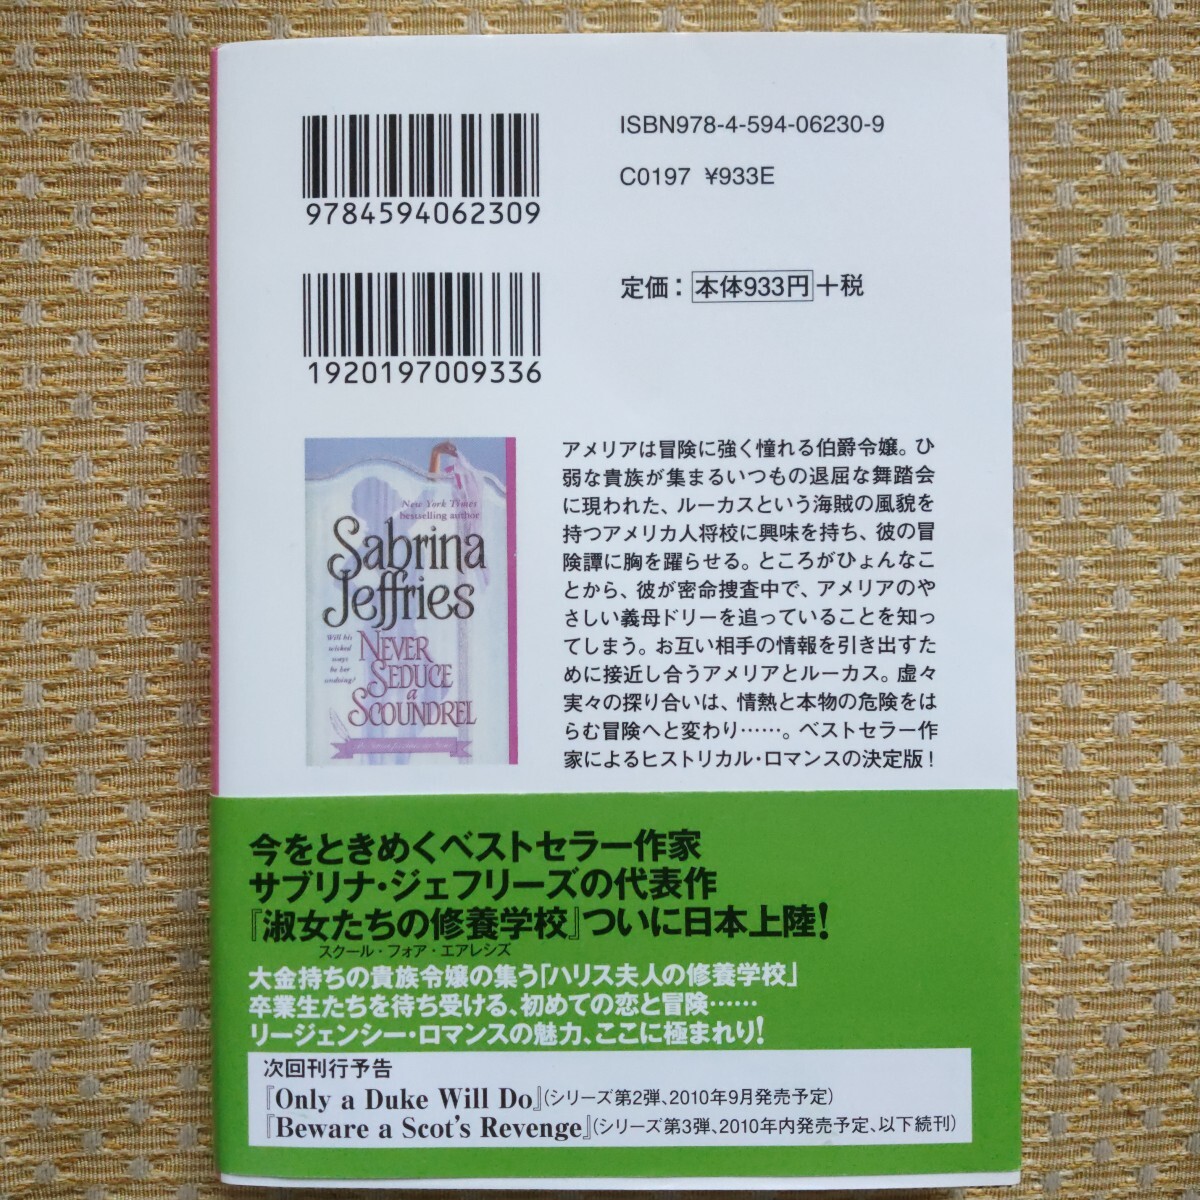 9784594062309
ISBN978-4-594-06230-9
C0197 ¥933E
1920197009336
定価：本体933円+税
New York Times
bestselling author
Sabrina
Jeffries
Will his
wicked
ways
be her
undoing?
NEVER
SEDUCE
a
SCOUNDREL
アメリアは冒険に強く憧れる伯爵令嬢。ひ
弱な貴族が集まるいつもの退屈な舞踏会
に現われた、ルーカスという海賊の風貌を
持つアメリカ人将校に興味を持ち、彼の冒
険譚に胸を躍らせる。ところがひょんなこ
とから、彼が密命捜査中で、アメリアのや
さしい義母ドリーを追っていることを知っ
てしまう。お互い相手の情報を引き出すた
めに接近し合うアメリアとルーカス。虚々
実々の探り合いは、情熱と本物の危険をは
らむ冒険へと変わり……。ベストセラー作
家によるヒストリカル・ロマンスの決定版！
今をときめくベストセラー作家
サブリナ・ジェフリーズの代表作
『淑女たちの修養学校』ついに日本上陸！
スクール・フォア・エアレシズ
大金持ちの貴族令嬢の集う「ハリス夫人の修養学校」
卒業生たちを待ち受ける、初めての恋と冒険……
リージェンシー・ロマンスの魅力、ここに極まれり！
次回刊行予告
『Only a Duke Will Do』(シリーズ第2弾、2010年9月発売予定)
『Beware a Scot's Revenge』(シリーズ第3弾、2010年内発売予定、以下続刊)